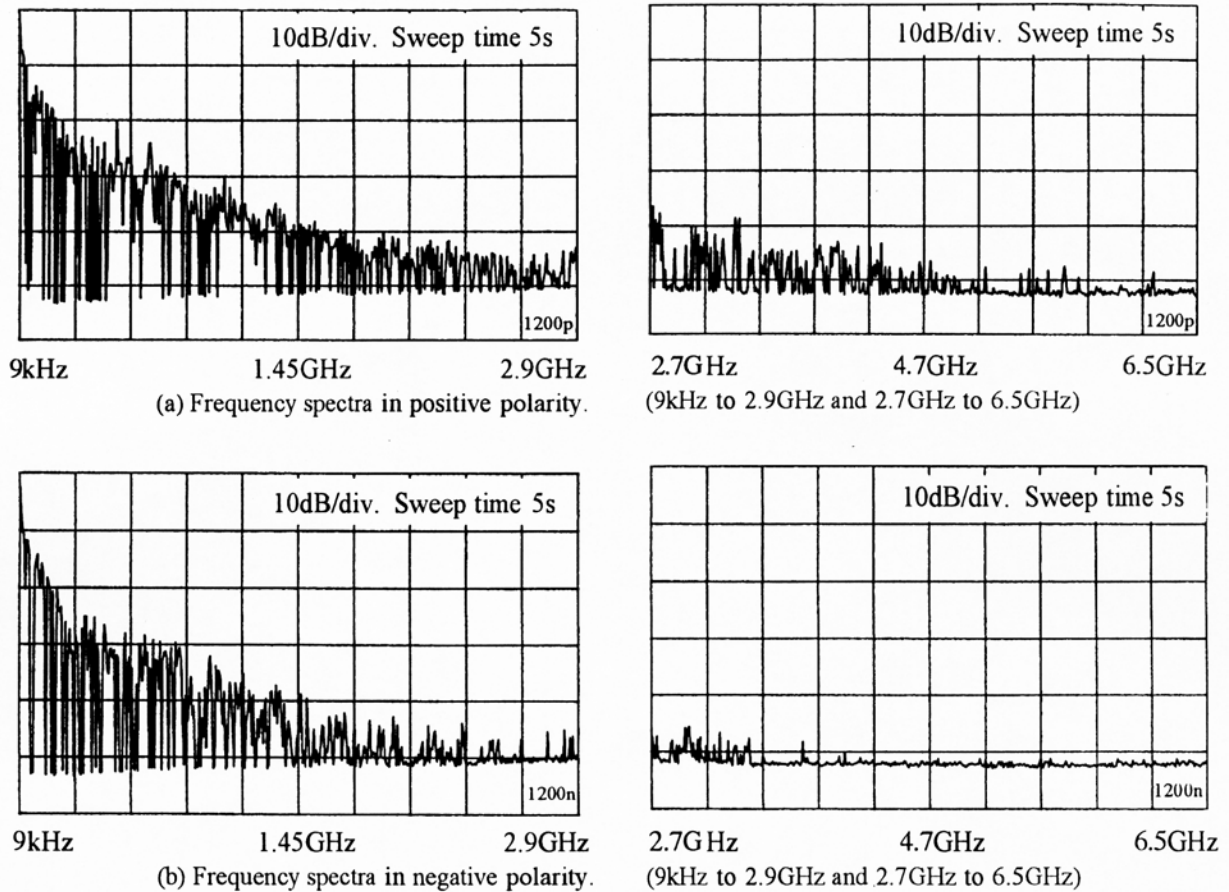 10dB/div. Sweep time 5s
1200p
9kHz 1.45GHz 2.9GHz
10dB/div. Sweep time 5s
1200p
2.7GHz 4.7GHz 6.5GHz
(a) Frequency spectra in positive polarity. (9kHz to 2.9GHz and 2.7GHz to 6.5GHz)
10dB/div. Sweep time 5s
1200n
9kHz 1.45GHz 2.9GHz
10dB/div. Sweep time 5s
1200n
2.7GHz 4.7GHz 6.5GHz
(b) Frequency spectra in negative polarity. (9kHz to 2.9GHz and 2.7GHz to 6.5GHz)